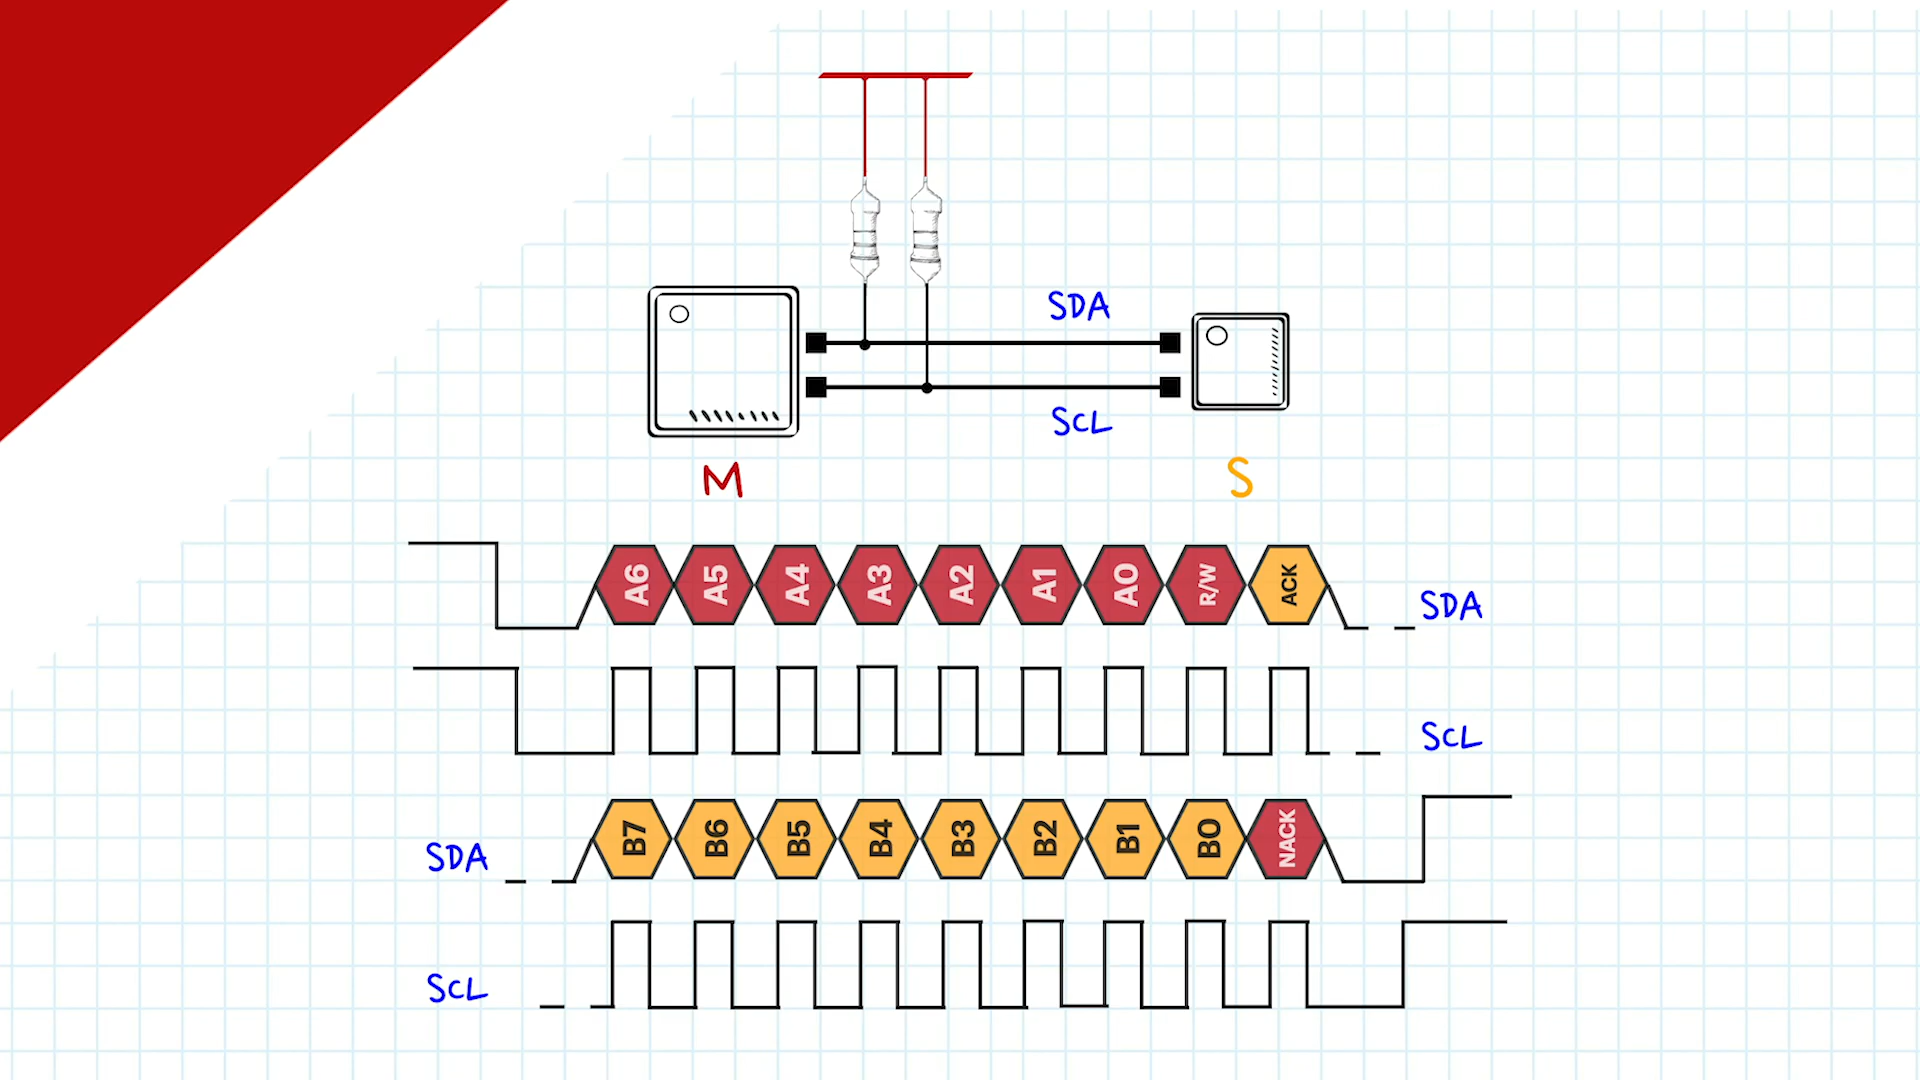 SDA
SCL
M S
A6 A5 A4 A3 A2 A1 A0 R/W ACK SDA
SCL
SDA B7 B6 B5 B4 B3 B2 B1 B0 NACK
SCL